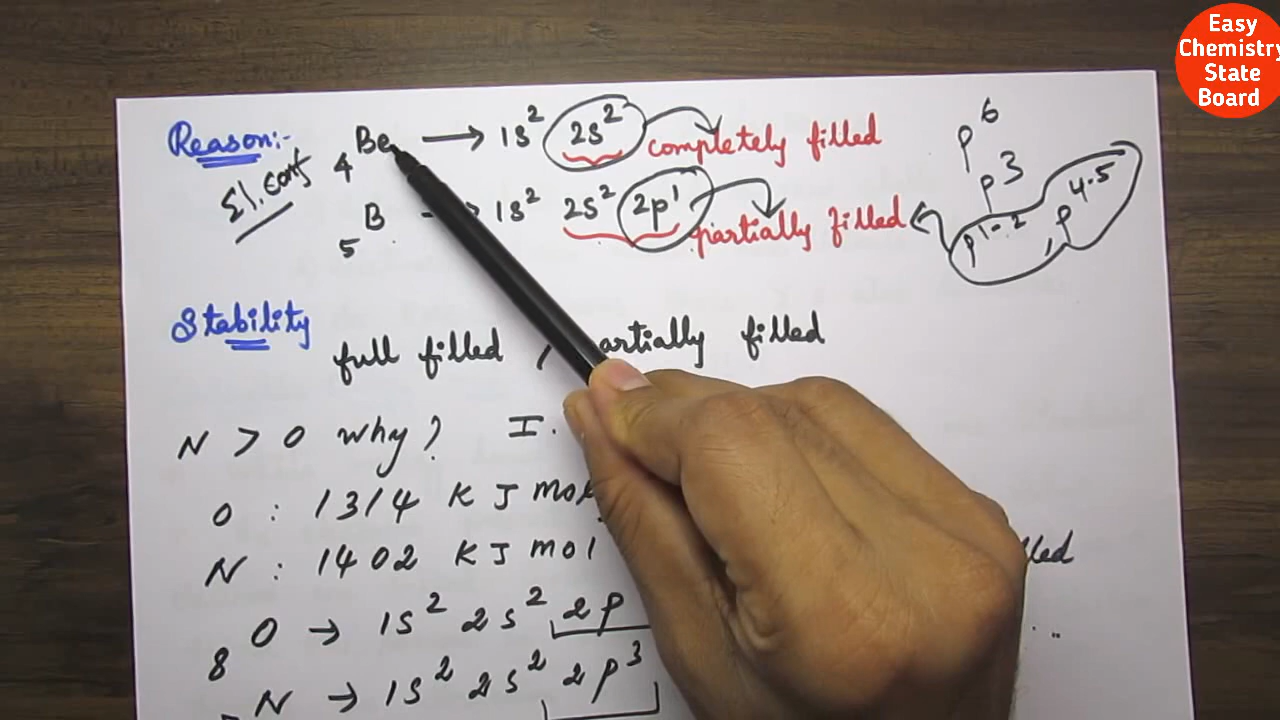 Easy
Chemistry
State
Board
Reason:-
El. conf
₄Be → 1s² 2s² completely filled
₅B → 1s² 2s² 2p¹ partially filled
p⁶
p³
p¹⁻², p⁴·⁵
Stability
full filled, partially filled
N > O why? I.
O : 1314 KJ mol
N : 1402 KJ mol
₈O → 1s² 2s² 2p
N → 1s² 2s² 2p³